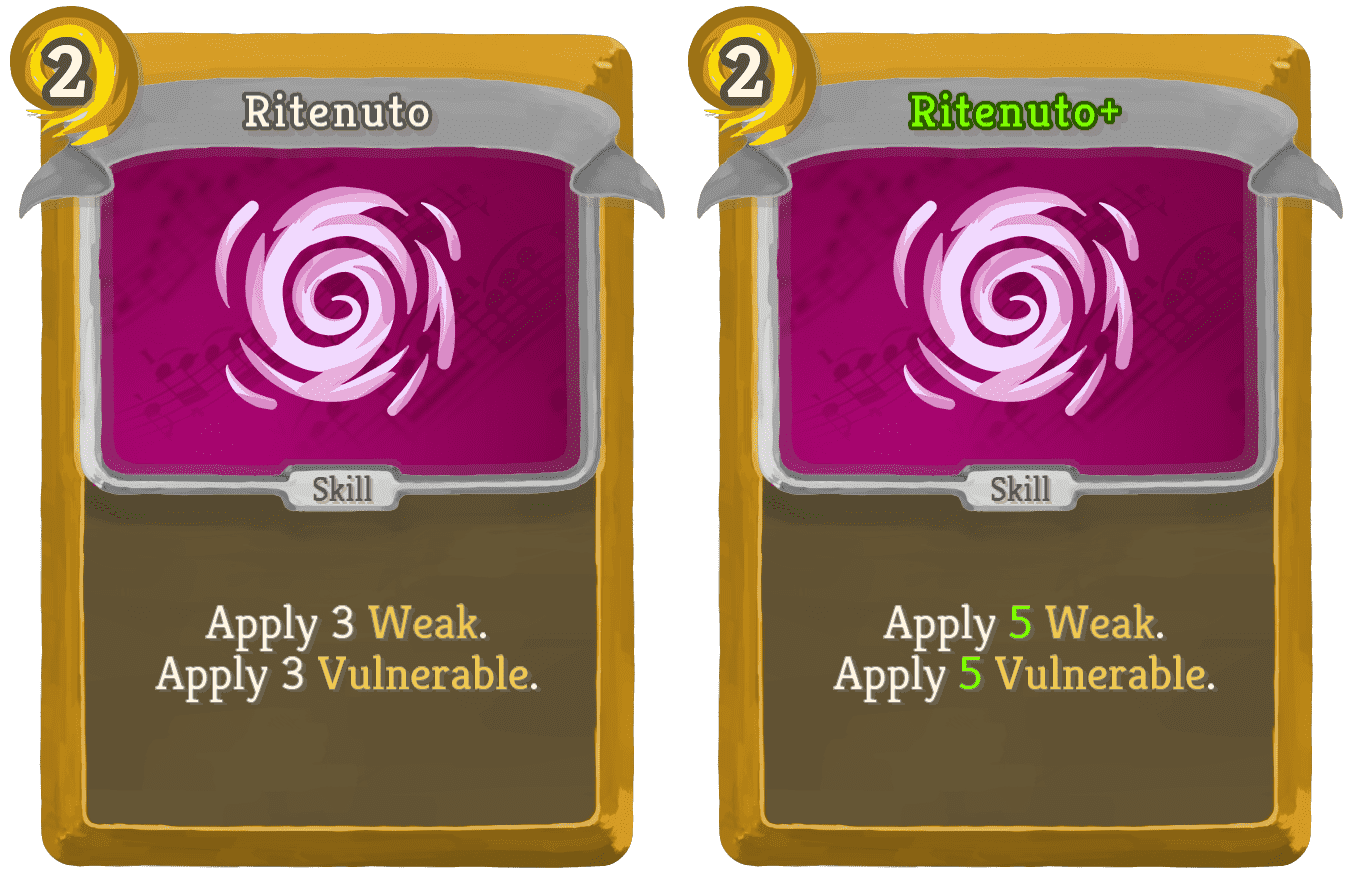 2
Ritenuto
Skill
Apply 3 Weak.
Apply 3 Vulnerable.
2
Ritenuto+
Skill
Apply 5 Weak.
Apply 5 Vulnerable.